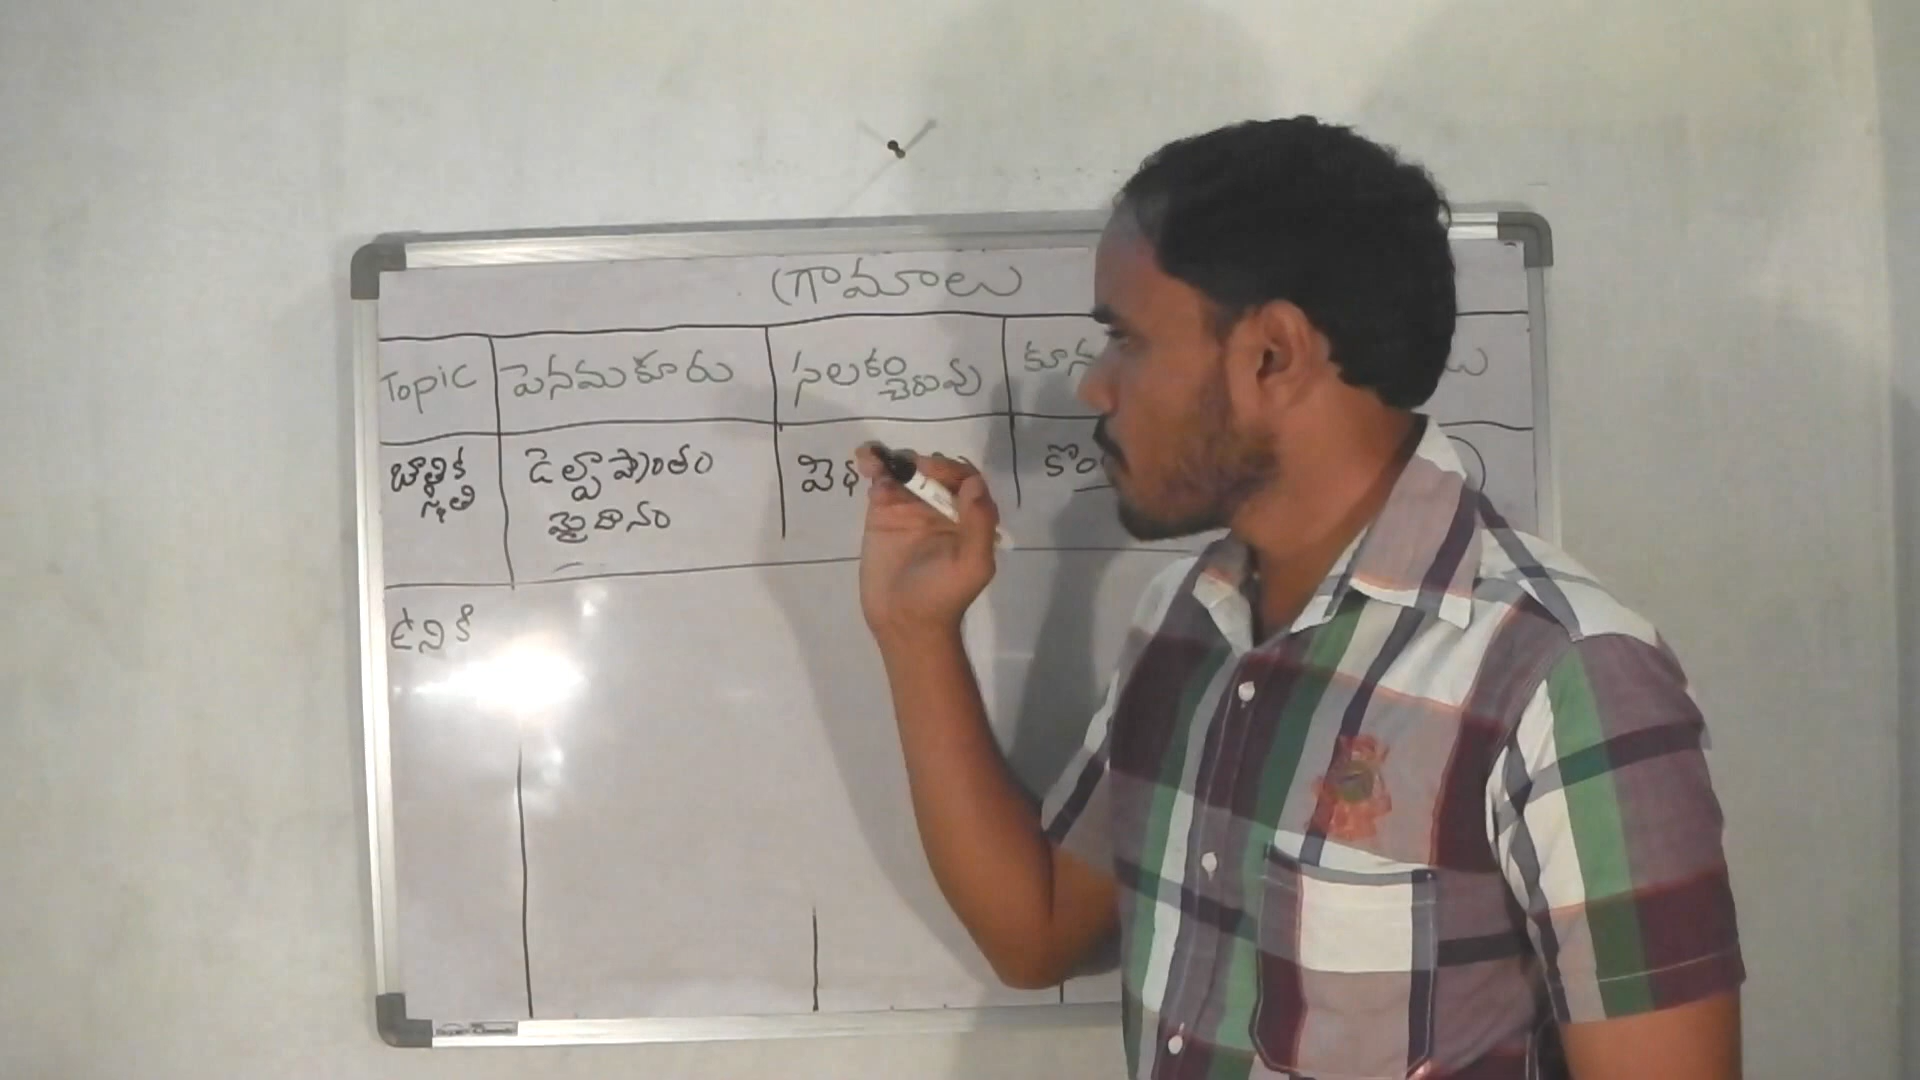 గ్రామాలు
Topic పెనమకూరు సలకం కూన
చెరువు
డెల్టా ప్రాంతం కొం
స్థితి
మైదానం
ఉనికి